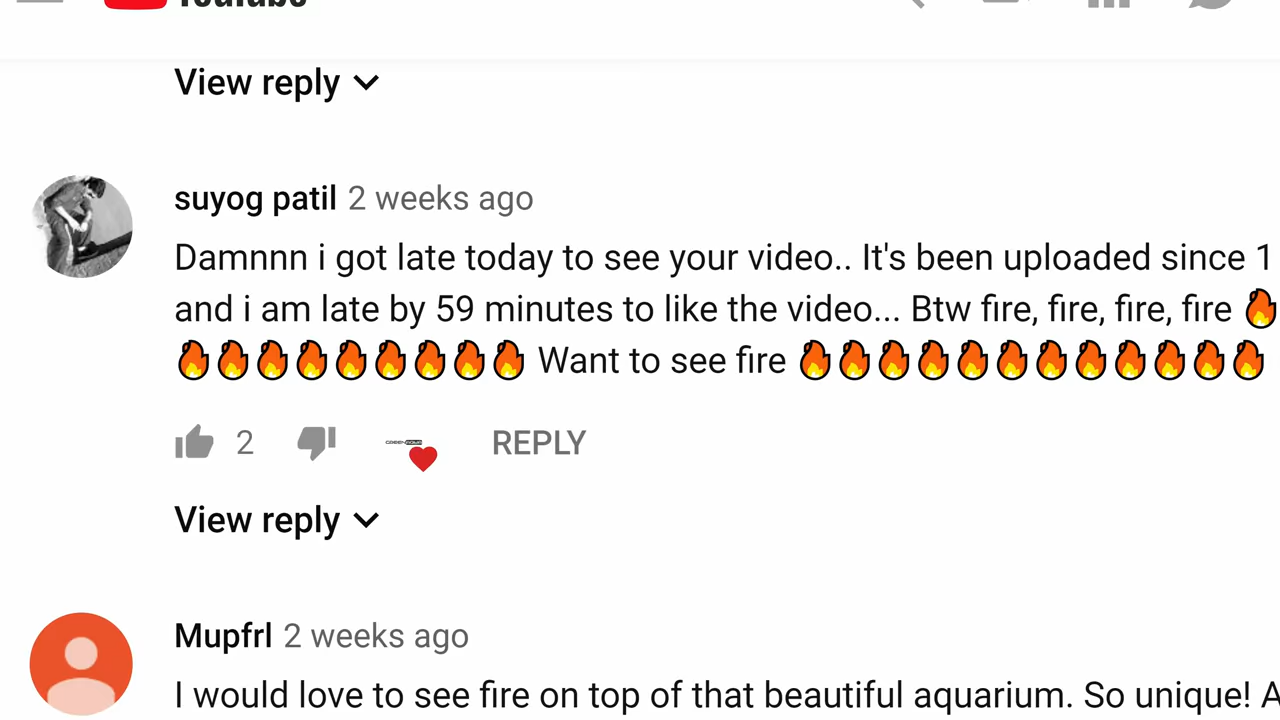 YouTube
View reply
suyog patil 2 weeks ago
Damnnn i got late today to see your video.. It's been uploaded since 1
and i am late by 59 minutes to like the video... Btw fire, fire, fire, fire 🔥
🔥🔥🔥🔥🔥🔥🔥🔥🔥 Want to see fire 🔥🔥🔥🔥🔥🔥🔥🔥🔥🔥🔥🔥
2 REPLY
View reply
Mupfrl 2 weeks ago
I would love to see fire on top of that beautiful aquarium. So unique! A